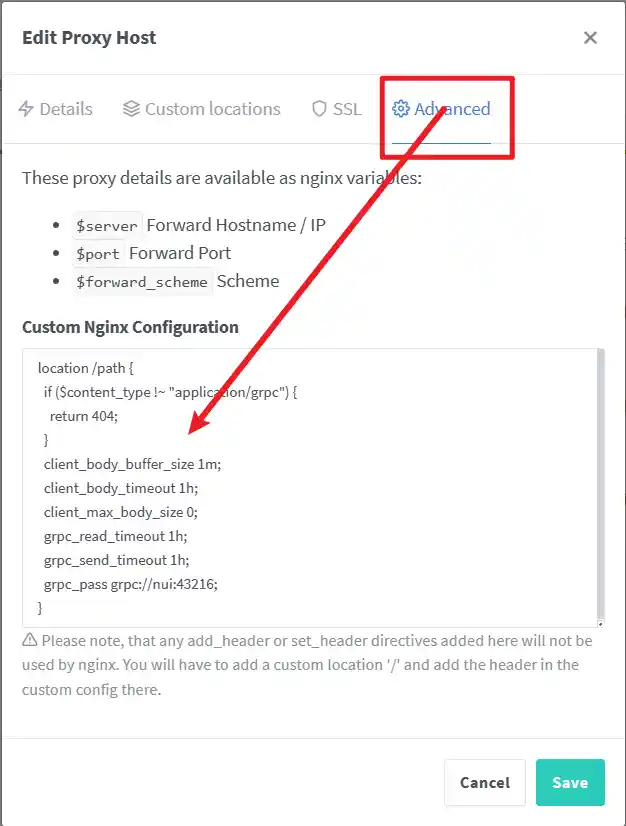 Edit Proxy Host
Details Custom locations SSL Advanced
These proxy details are available as nginx variables:
$server Forward Hostname / IP
$port Forward Port
$forward_scheme Scheme
Custom Nginx Configuration
location /path {
if ($content_type !~ "application/grpc") {
return 404;
}
client_body_buffer_size 1m;
client_body_timeout 1h;
client_max_body_size 0;
grpc_read_timeout 1h;
grpc_send_timeout 1h;
grpc_pass grpc://nui:43216;
}
Please note, that any add_header or set_header directives added here will not be
used by nginx. You will have to add a custom location '/' and add the header in the
custom config there.
Cancel Save